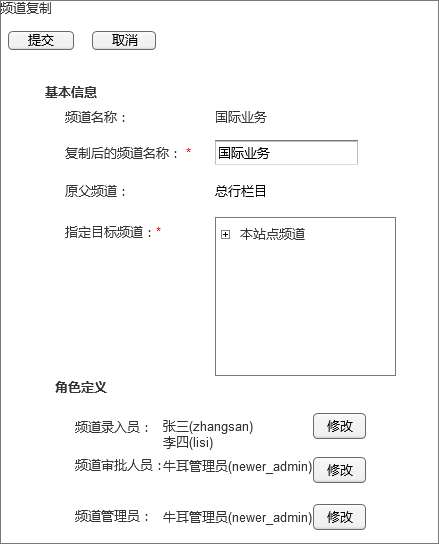 频道复制
提交 取消
基本信息
频道名称： 国际业务
复制后的频道名称： * 国际业务
原父频道： 总行栏目
指定目标频道：*
本站点频道
角色定义
频道录入员： 张三(zhangsan) 修改
李四(lisi)
频道审批人员：牛耳管理员(newer_admin) 修改
频道管理员： 牛耳管理员(newer_admin) 修改